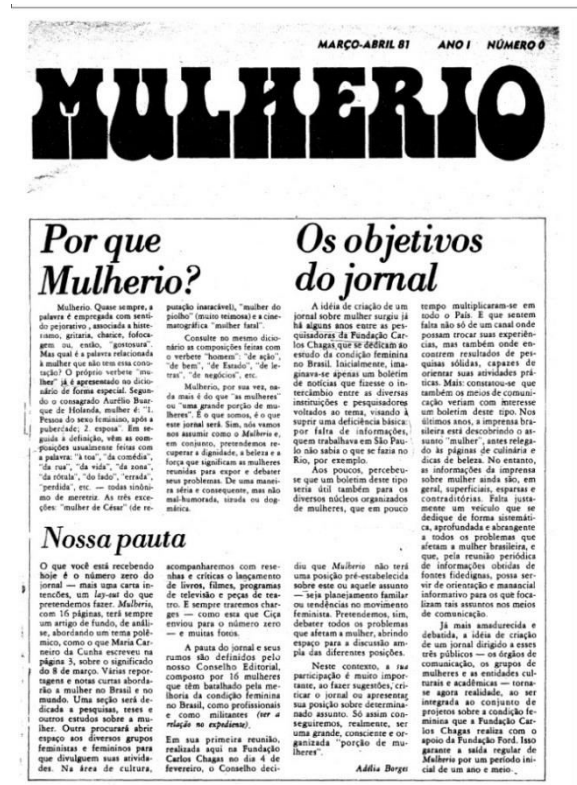 MARÇO-ABRIL 81 ANO I NÚMERO 0
MULHERIO
Por que
Mulherio?
Mulherio. Quase sempre, a
palavra é empregada com senti-
do pejorativo, associada a histe-
rismo, gritaria, chatice, fofoca-
gem ou, então, "gostosura".
Mas qual é a palavra relacionada
à mulher que não tem essa cono-
tação? O próprio verbete "mu-
lher" já é apresentado no dicio-
nário de forma especial. Segun-
do o consagrado Aurélio Buar-
que de Holanda, mulher é: "1.
Pessoa do sexo feminino, após a
puberdade; 2. esposa". Em se-
guida à definição, vêm as com-
posições usualmente feitas com
a palavra: "à toa", "da comédia",
"da rua", "da vida", "da zona",
"da rótula", "do fado", "errada",
"perdida", etc. — todas sinôni-
mo de meretriz. As três exce-
ções: "mulher de César" (de re-
putação inatacável), "mulher do
piolho" (muito teimosa) e a cine-
matográfica "mulher fatal".
Consulte no mesmo dicio-
nário as composições feitas com
o verbete "homem": "de ação",
"de bem", "de Estado", "de le-
tras", "de negócios", etc.
Mulherio, por sua vez, na-
da mais é do que "as mulheres"
ou "uma grande porção de mu-
lheres". É o que somos, é o que
este jornal será. Sim, nós vamos
nos assumir como o Mulherio e,
em conjunto, pretendemos re-
cuperar a dignidade, a beleza e a
força que significam as mulheres
reunidas para expor e debater
seus problemas. De uma manei-
ra séria e consequente, mas não
mal-humorada, sisuda ou dog-
mática.
Os objetivos
do jornal
A idéia de criação de um
jornal sobre mulher surgiu já
há alguns anos entre as pes-
quisadoras da Fundação Car-
los Chagas que se dedicam ao
estudo da condição feminina
no Brasil. Inicialmente, ima-
ginava-se apenas um boletim
de notícias que fizesse o in-
tercâmbio entre as diversas
instituições e pesquisadores
voltados ao tema, visando à
suprir uma deficiência básica:
por falta de informações,
quem trabalhava em São Pau-
lo não sabia o que se fazia no
Rio, por exemplo.
Aos poucos, percebeu-
se que um boletim deste tipo
seria útil também para os
diversos núcleos organizados
de mulheres, que em pouco
tempo multiplicaram-se em
todo o País. E que sentem
falta não só de um canal onde
possam trocar suas experiên-
cias, mas também onde en-
contrem resultados de pes-
quisas sólidas, capazes de
orientar suas atividades prá-
ticas. Mais: constatou-se que
também os meios de comuni-
cação veriam com interesse
um boletim deste tipo. Nos
últimos anos, a imprensa bra-
sileira está descobrindo o as-
sunto "mulher", antes relega-
do às páginas de culinária e
dicas de beleza. No entanto,
as informações da imprensa
sobre mulher ainda são, em
geral, superficiais, esparsas e
contraditórias. Falta justa-
mente um veículo que se
dedique de forma sistemáti-
ca, aprofundada e abrangente
a todos os problemas que
afetam a mulher brasileira, e
que, pela reunião periódica
de informações obtidas de
fontes fidedignas, possa ser-
vir de orientação e manancial
informativo para os que foca-
lizam tais assuntos nos meios
de comunicação.
Já mais amadurecida e
debatida, a idéia de criação
de um jornal dirigido a esses
três públicos — os órgãos de
comunicação, os grupos de
mulheres e as entidades cul-
turais e acadêmicas — torna-
se agora realidade, ao ser
integrada ao conjunto de
projetos sobre a condição fe-
minina que a Fundação Car-
los Chagas realiza com o
apoio da Fundação Ford. Isso
garante a saída regular de
Mulherio por um período ini-
cial de um ano e meio.
Nossa pauta
O que você está recebendo
hoje é o número zero do
jornal — mais uma carta in-
tenções, um lay-out do que
pretendemos fazer. Mulherio,
com 16 páginas, terá sempre
um artigo de fundo, de análi-
se, abordando um tema polê-
mico, como o que Maria Car-
neiro da Cunha escreveu na
página 3, sobre o significado
do 8 de março. Várias repor-
tagens e notas curtas aborda-
rão a mulher no Brasil e no
mundo. Uma seção será de-
dicada a pesquisas, teses e
outros estudos sobre a mu-
lher. Outra procurará abrir
espaço aos diversos grupos
feministas e femininos para
que divulguem suas ativida-
des. Na área de cultura,
acompanharemos com rese-
nhas e críticas o lançamento
de livros, filmes, programas
de televisão e peças de tea-
tro. E sempre traremos char-
ges — como esta que Ciça
enviou para o número zero
— e muitas fotos.
A pauta do jornal e seus
rumos são definidos pelo
nosso Conselho Editorial,
composto por 16 mulheres
que têm batalhado pela me-
lhoria da condição feminina
no Brasil, como profissionais
e como militantes (ver a
relação no expediente).
Em sua primeira reunião,
realizada aqui na Fundação
Carlos Chagas no dia 4 de
fevereiro, o Conselho deci-
diu que Mulherio não terá
uma posição pré-estabelecida
sobre este ou aquele assunto
— seja planejamento familar
ou tendências no movimento
feminista. Pretendemos, sim,
debater todos os problemas
que afetam a mulher, abrindo
espaço para a discussão am-
pla das diferentes posições.
Neste contexto, a sua
participação é muito impor-
tante, ao fazer sugestões, cri-
ticar o jornal ou apresentar
sua posição sobre determina-
nado assunto. Só assim con-
seguiremos, realmente, ser
uma grande, consciente e or-
ganizada "porção de mu-
lheres".
Adélia Borges